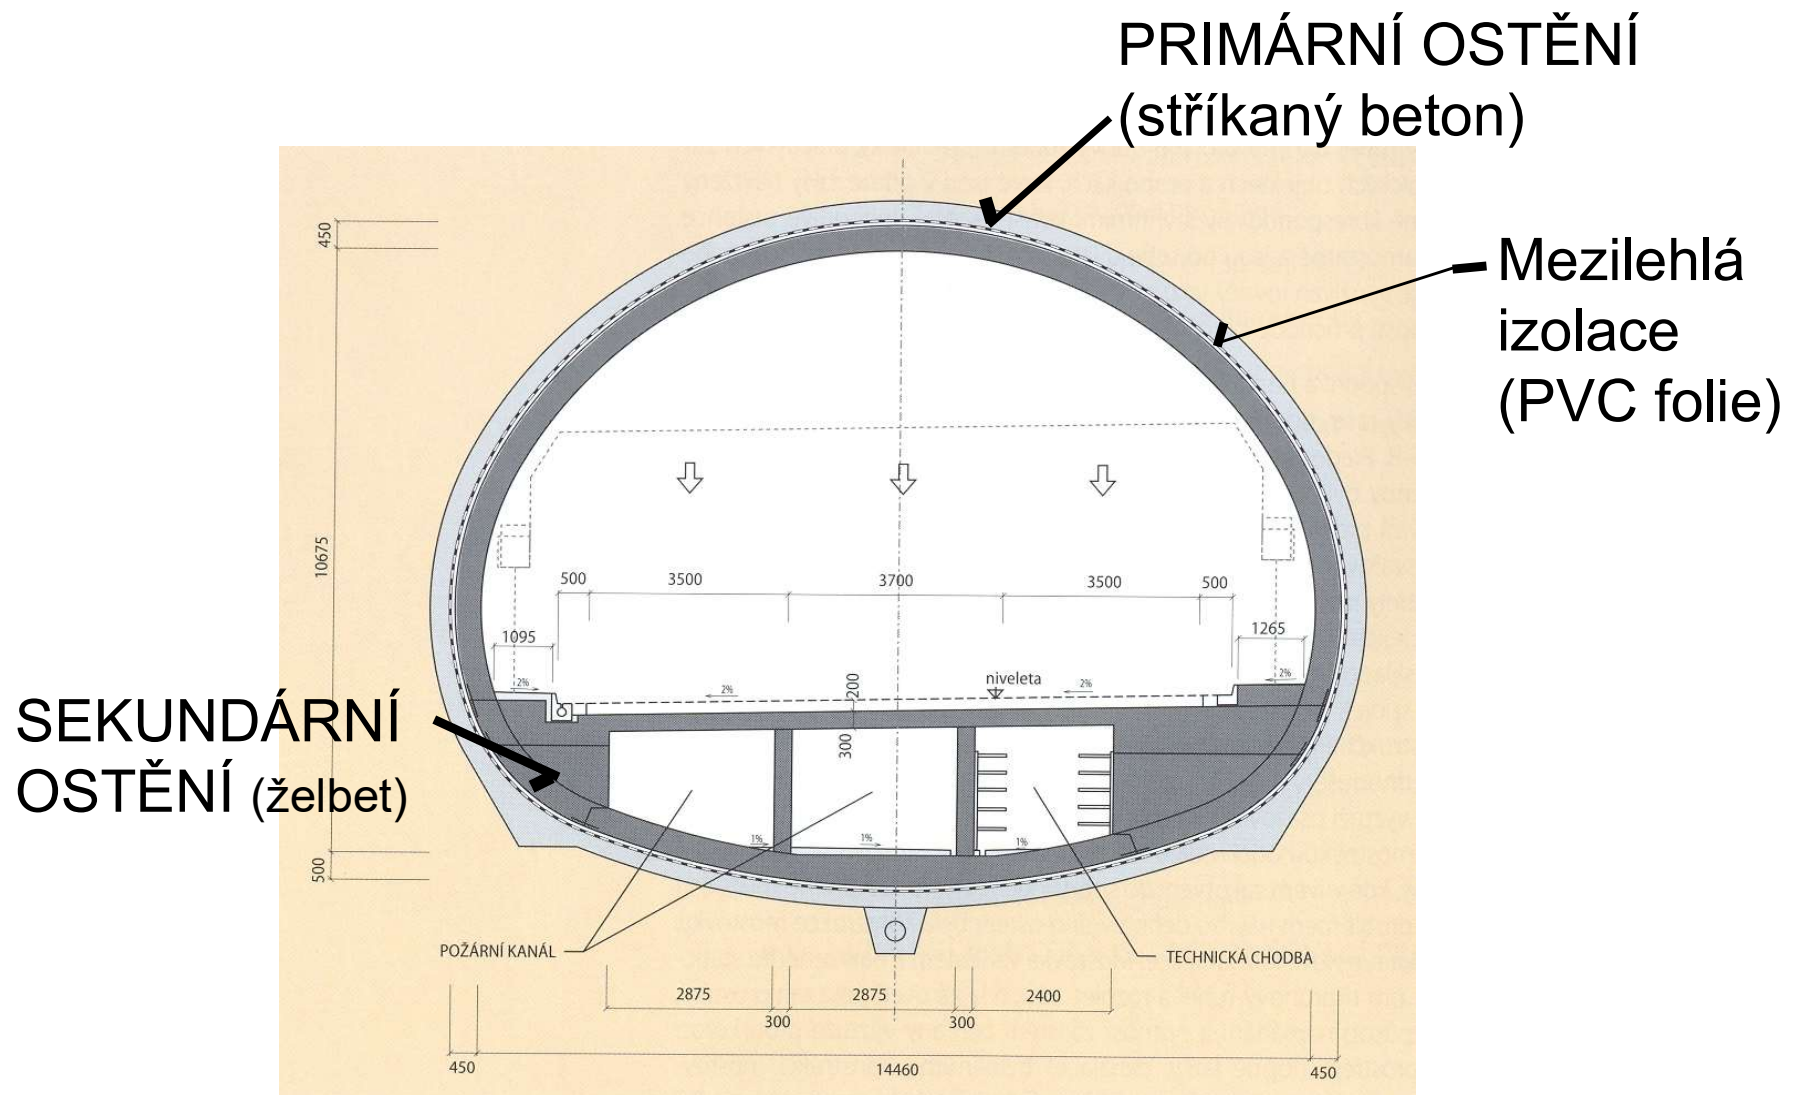 PRIMÁRNÍ OSTĚNÍ
(stříkaný beton)
Mezilehlá
izolace
(PVC folie)
450
10675
500
500 3500 3700 3500 500
1095 1265
2% 2% 2% 2%
niveleta
200
300
SEKUNDÁRNÍ
OSTĚNÍ (želbet)
1% 1% 1%
POŽÁRNÍ KANÁL
TECHNICKÁ CHODBA
2875 2875 2400
300 300
450 14460 450